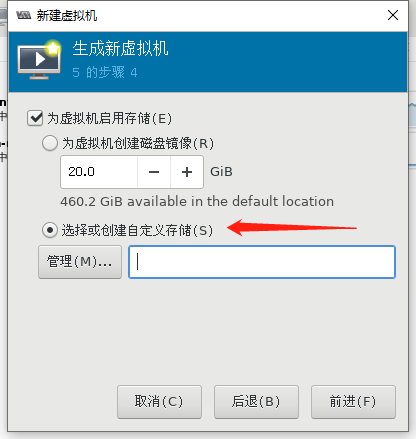 新建虚拟机
生成新虚拟机
5 的步骤 4
为虚拟机启用存储(E)
为虚拟机创建磁盘镜像(R)
20.0 − + GiB
460.2 GiB available in the default location
选择或创建自定义存储(S)
管理(M)...
取消(C) 后退(B) 前进(F)